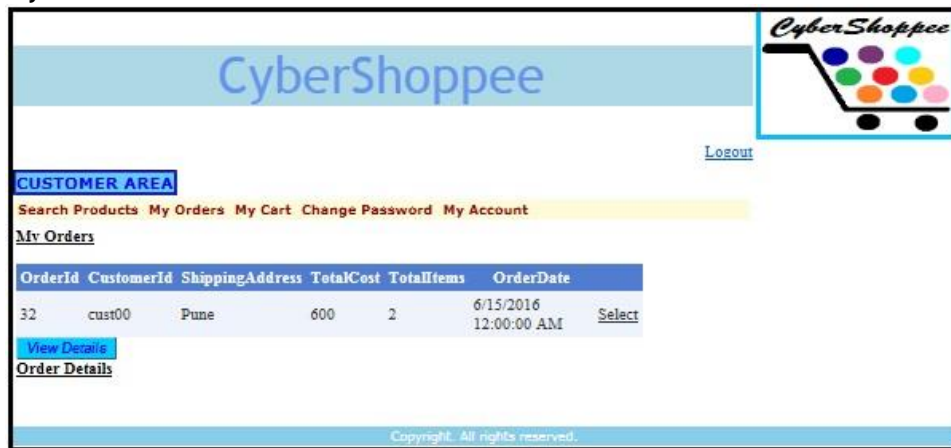 CyberShoppee
CyberShoppee
Logout
CUSTOMER AREA
Search Products My Orders My Cart Change Password My Account
My Orders
OrderId CustomerId ShippingAddress TotalCost TotalItems OrderDate
32 cust00 Pune 600 2 6/15/2016 12:00:00 AM Select
View Details
Order Details
Copyright. All rights reserved.